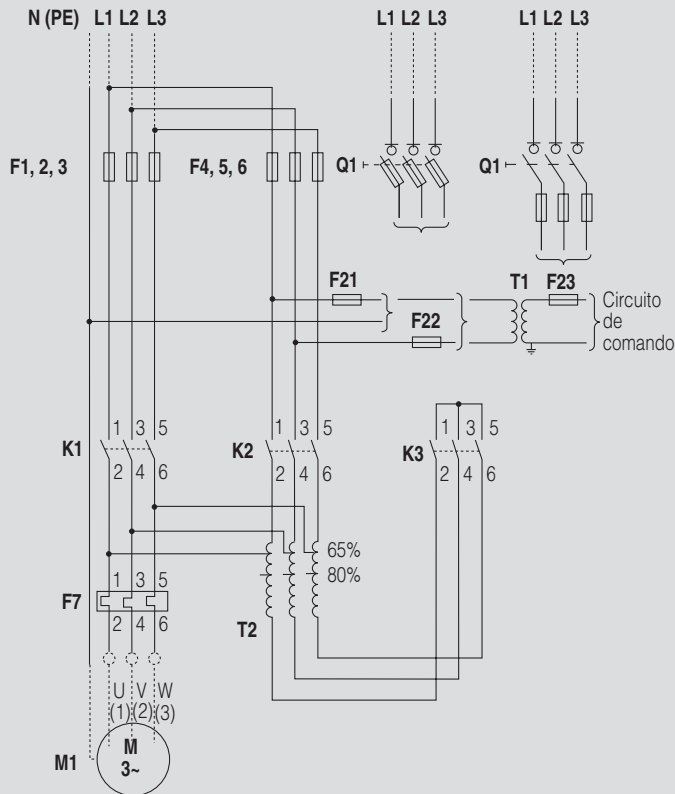 N (PE) L1 L2 L3
L1 L2 L3
L1 L2 L3
F1, 2, 3
F4, 5, 6
Q1
Q1
F21
T1 F23
F22
Circuito
de
comando
1 3 5
K1
2 4 6
1 3 5
K2
2 4 6
1 3 5
K3
2 4 6
65%
80%
1 3 5
F7
2 4 6
T2
U V W
(1) (2) (3)
M1
M
3~